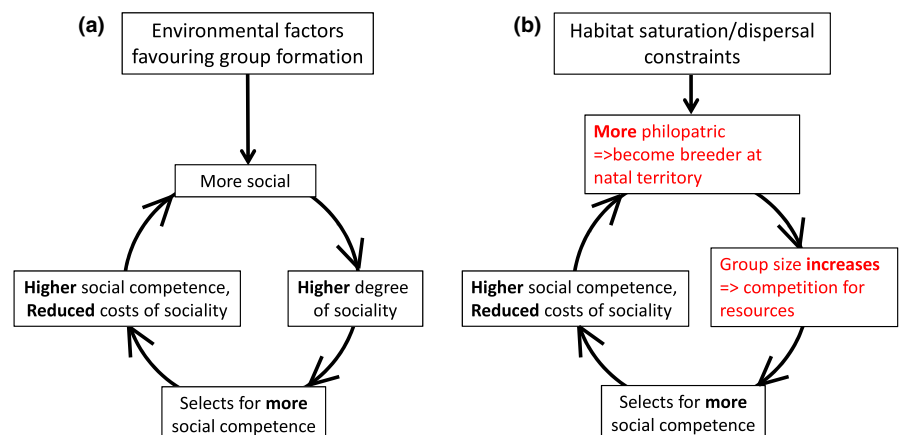 (a)
Environmental factors
favouring group formation
More social
Higher degree
of sociality
Selects for more
social competence
Higher social competence,
Reduced costs of sociality
(b)
Habitat saturation/dispersal
constraints
More philopatric
=>become breeder at
natal territory
Group size increases
=> competition for
resources
Selects for more
social competence
Higher social competence,
Reduced costs of sociality